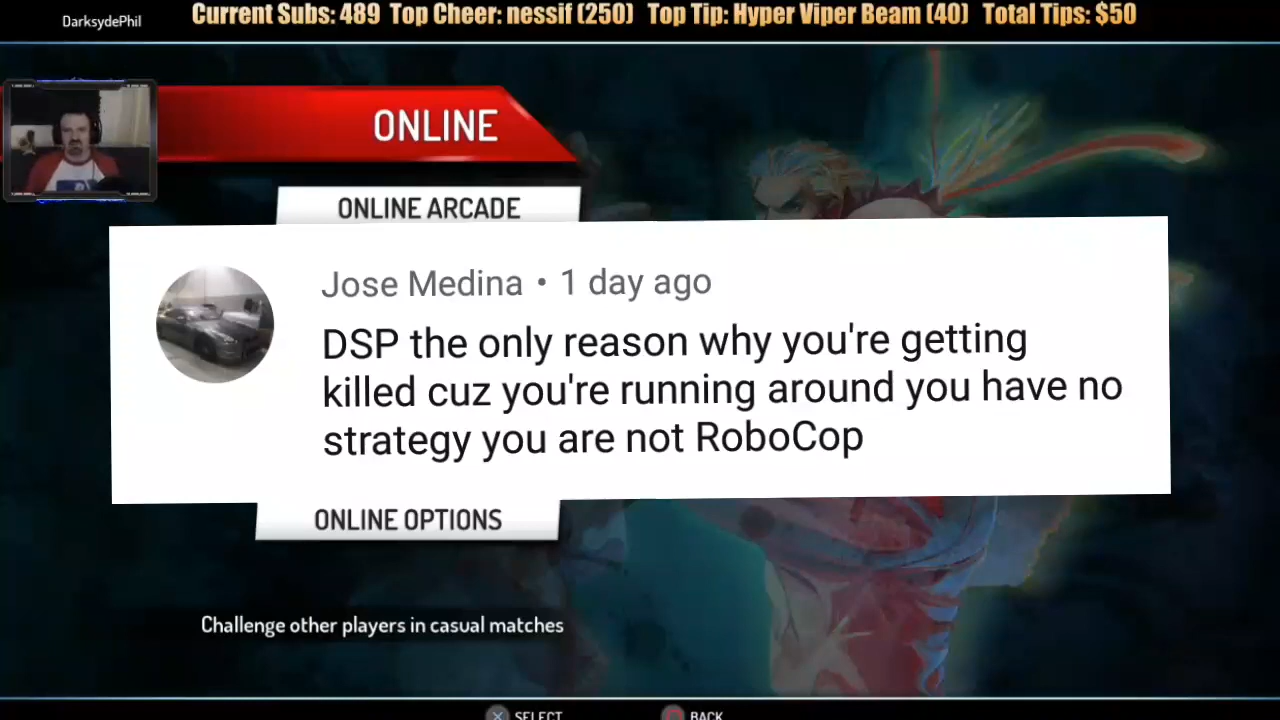 DarksydePhil
Current Subs: 489 Top Cheer: nessif (250) Top Tip: Hyper Viper Beam (40) Total Tips: $50
ONLINE
ONLINE ARCADE
Jose Medina • 1 day ago
DSP the only reason why you're getting
killed cuz you're running around you have no
strategy you are not RoboCop
ONLINE OPTIONS
Challenge other players in casual matches
SELECT BACK